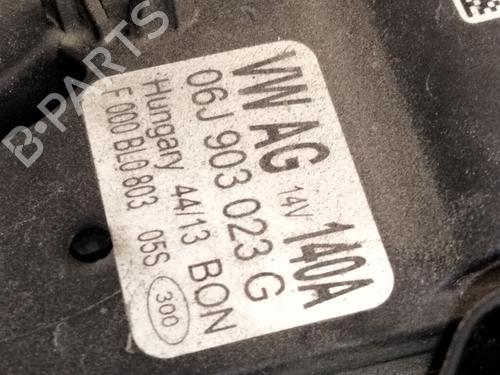 VW AG 14V 140A
06J 903 023 G
Hungary 44/13 BON
F 000 BL0 803 05S 300
B-PARTS